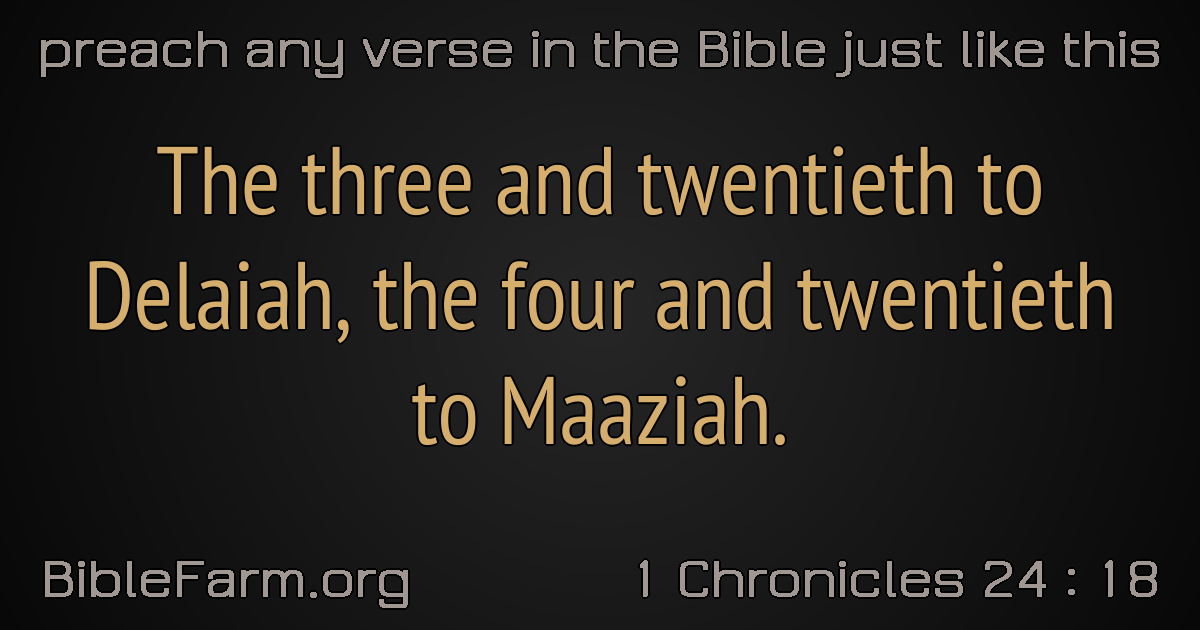 preach any verse in the Bible just like this
The three and twentieth to
Delaiah, the four and twentieth
to Maaziah.
BibleFarm.org
1 Chronicles 24 : 18